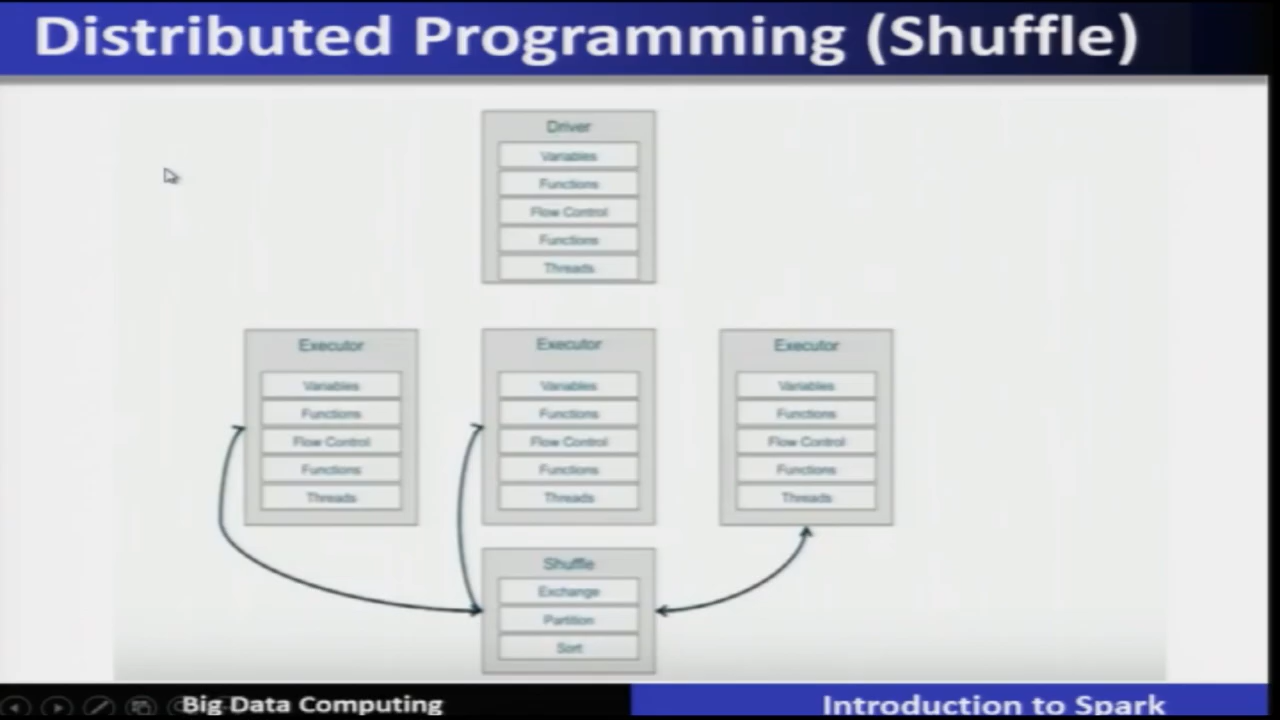 Distributed Programming (Shuffle)
Driver
Variables
Functions
Flow Control
Functions
Threads
Executor
Variables
Functions
Flow Control
Functions
Threads
Executor
Variables
Functions
Flow Control
Functions
Threads
Executor
Variables
Functions
Flow Control
Functions
Threads
Shuffle
Exchange
Partition
Sort
Big Data Computing
Introduction to Spark